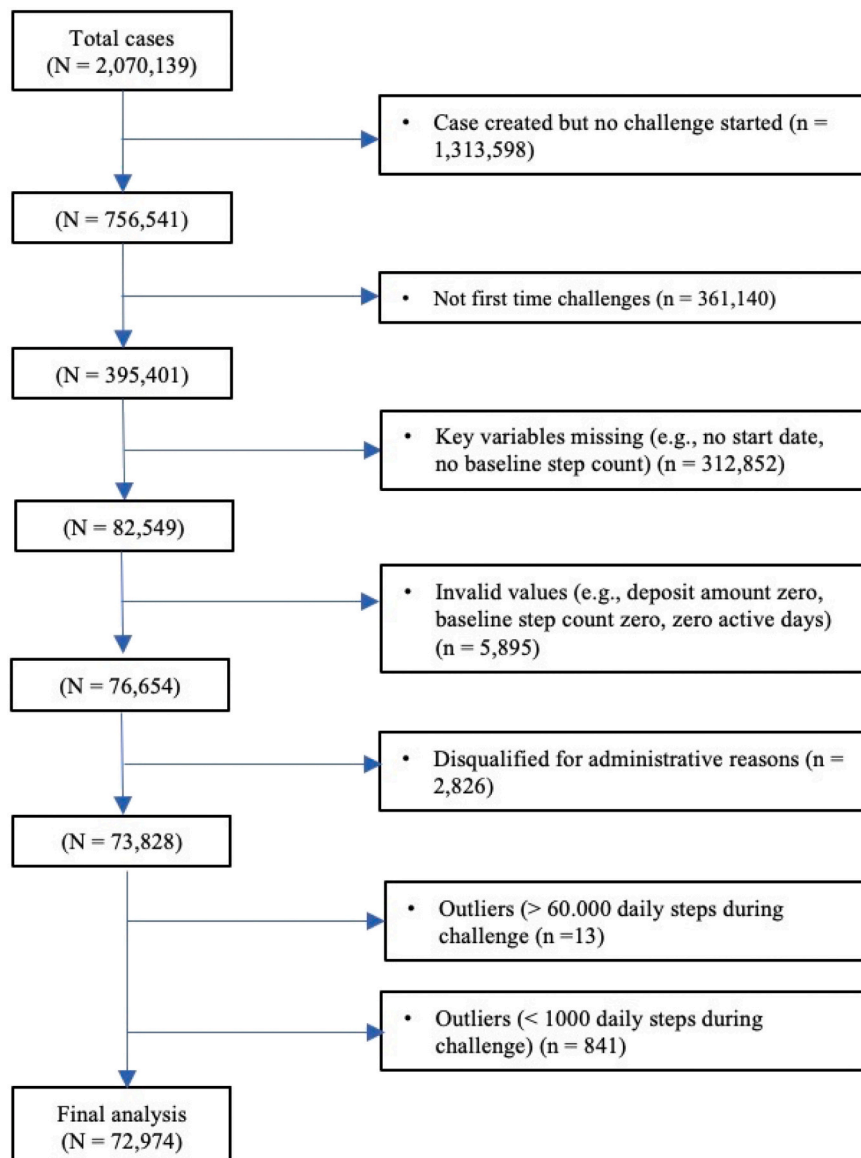 Total cases
(N = 2,070,139)
• Case created but no challenge started (n =
1,313,598)
(N = 756,541)
• Not first time challenges (n = 361,140)
(N = 395,401)
• Key variables missing (e.g., no start date,
no baseline step count) (n = 312,852)
(N = 82,549)
• Invalid values (e.g., deposit amount zero,
baseline step count zero, zero active days)
(n = 5,895)
(N = 76,654)
• Disqualified for administrative reasons (n =
2,826)
(N = 73,828)
• Outliers (> 60.000 daily steps during
challenge (n =13)
• Outliers (< 1000 daily steps during
challenge) (n = 841)
Final analysis
(N = 72,974)